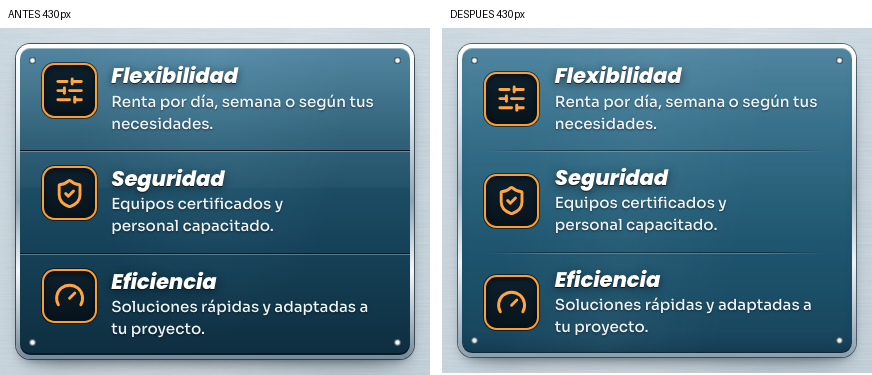 ANTES 430px
Flexibilidad
Renta por día, semana o según tus
necesidades.
Seguridad
Equipos certificados y
personal capacitado.
Eficiencia
Soluciones rápidas y adaptadas a
tu proyecto.
DESPUES 430px
Flexibilidad
Renta por día, semana o según tus
necesidades.
Seguridad
Equipos certificados y
personal capacitado.
Eficiencia
Soluciones rápidas y adaptadas a
tu proyecto.